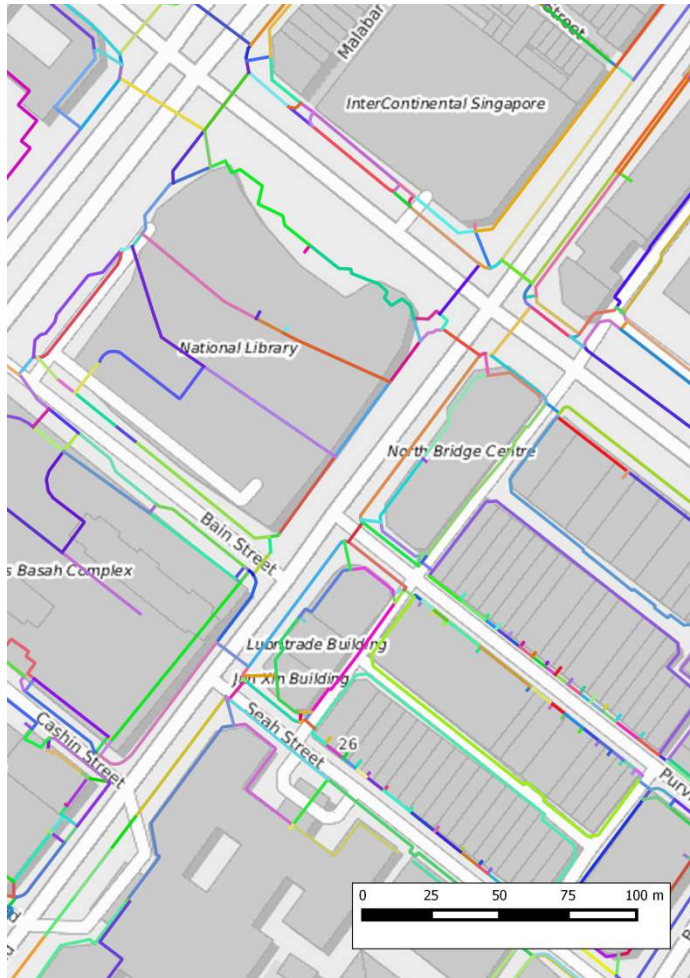 Malabar
Street
InterContinental Singapore
National Library
North Bridge Centre
Bain Street
s Basah Complex
Lubritrade Building
Jun Xin Building
Seah Street
26
Cashin Street
Purv
0 25 50 75 100 m